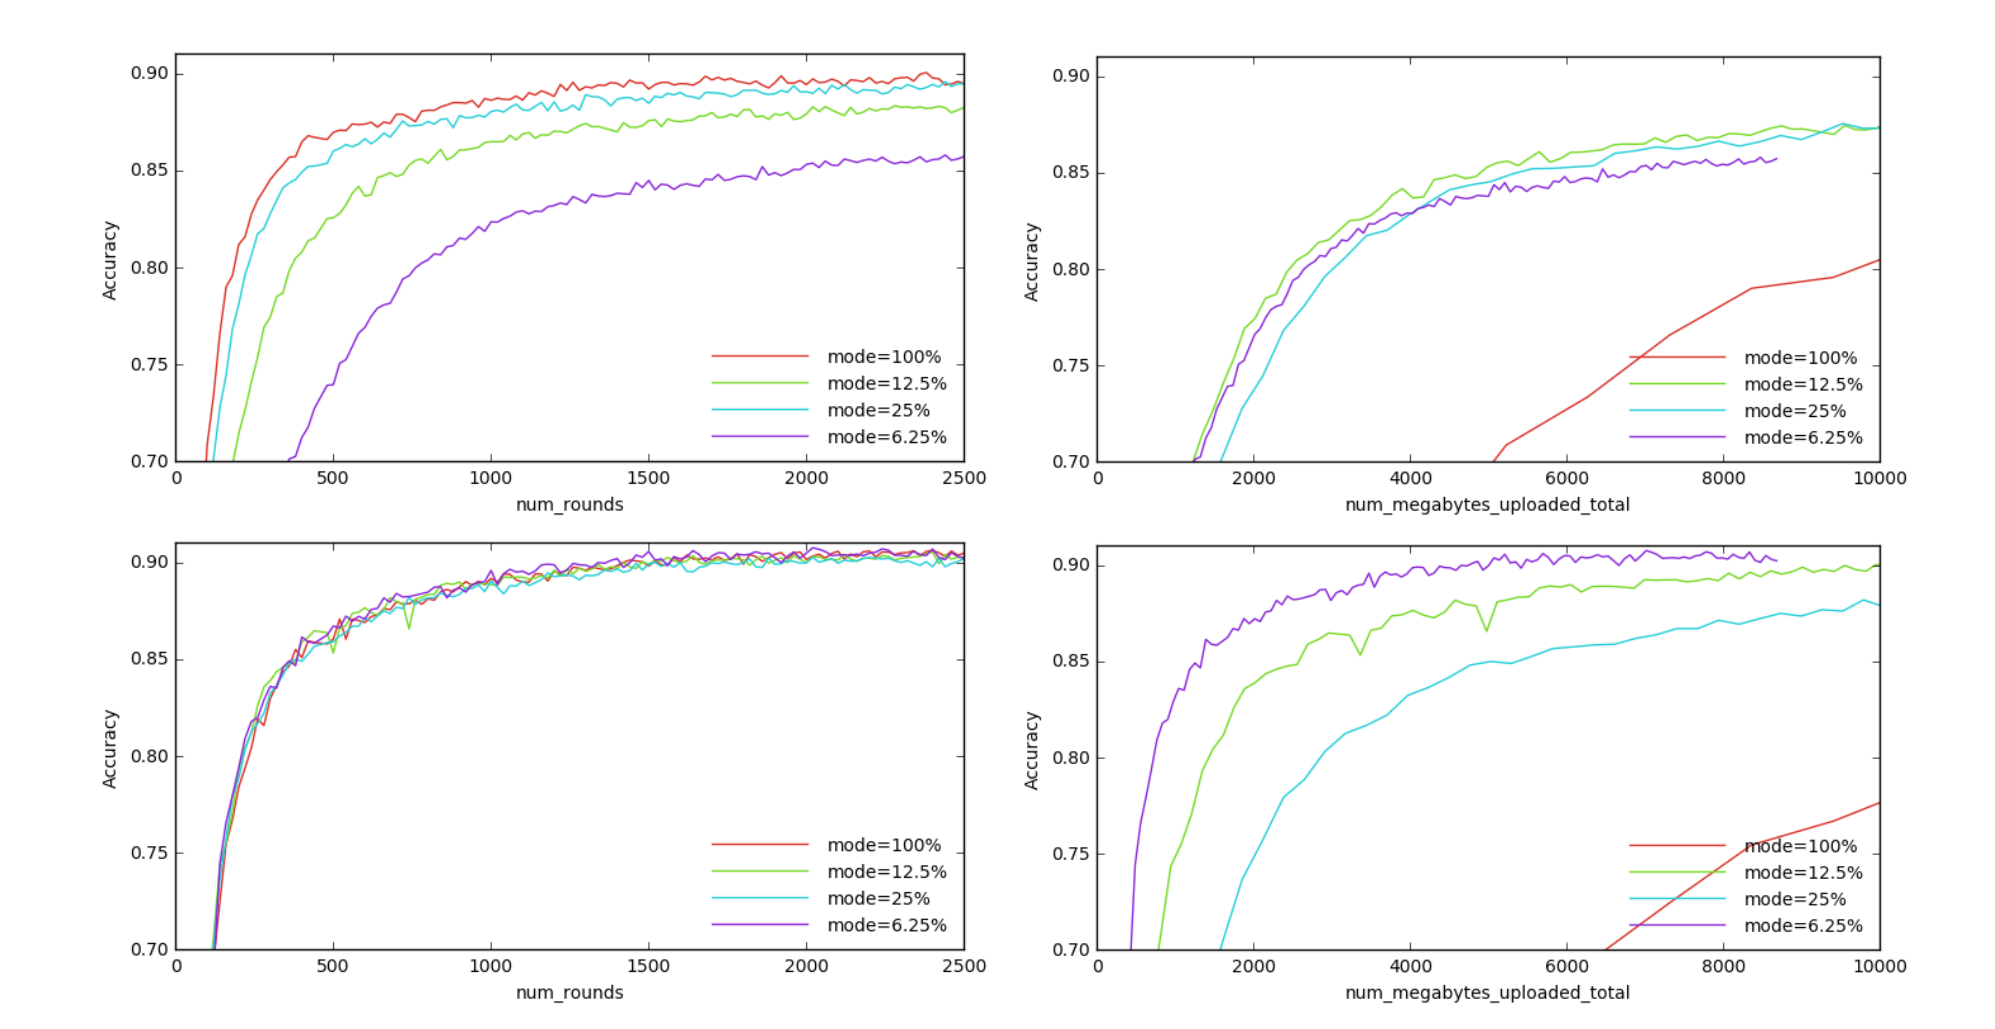 0.90
0.85
0.80
0.75
0.70
Accuracy
0
500
1000
1500
2000
2500
num_rounds
mode=100%
mode=12.5%
mode=25%
mode=6.25%
0.90
0.85
0.80
0.75
0.70
Accuracy
0
2000
4000
6000
8000
10000
num_megabytes_uploaded_total
mode=100%
mode=12.5%
mode=25%
mode=6.25%
0.90
0.85
0.80
0.75
0.70
Accuracy
0
500
1000
1500
2000
2500
num_rounds
mode=100%
mode=12.5%
mode=25%
mode=6.25%
0.90
0.85
0.80
0.75
0.70
Accuracy
0
2000
4000
6000
8000
10000
num_megabytes_uploaded_total
mode=100%
mode=12.5%
mode=25%
mode=6.25%